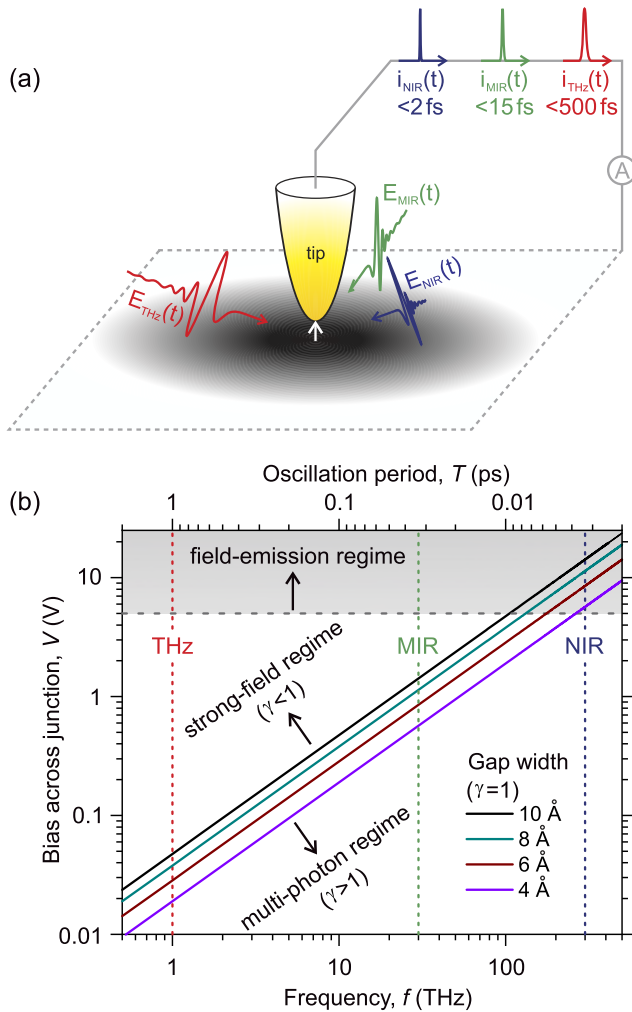 (a)
i_NIR(t)
<2 fs
i_MIR(t)
<15 fs
i_THz(t)
<500 fs
A
E_MIR(t)
tip
E_THz(t)
E_NIR(t)
(b)
Oscillation period, T (ps)
1 0.1 0.01
field-emission regime
THz MIR NIR
strong-field regime
(γ<1)
multi-photon regime
(γ>1)
Gap width
(γ=1)
10 Å
8 Å
6 Å
4 Å
Bias across junction, V (V)
10
1
0.1
0.01
1 10 100
Frequency, f (THz)